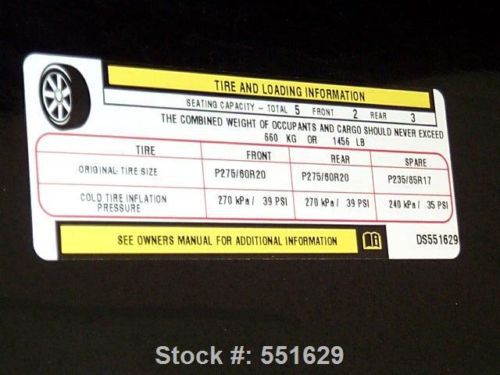 TIRE AND LOADING INFORMATION
SEATING CAPACITY - TOTAL 5 FRONT 2 REAR 3
THE COMBINED WEIGHT OF OCCUPANTS AND CARGO SHOULD NEVER EXCEED
660 KG OR 1456 LB
TIRE FRONT REAR SPARE
ORIGINAL TIRE SIZE P275/60R20 P275/60R20 P235/85R17
COLD TIRE INFLATION PRESSURE 270 kPa/ 39 PSI 270 kPa/ 39 PSI 240 kPa/ 35 PSI
SEE OWNERS MANUAL FOR ADDITIONAL INFORMATION
DS551629
Stock #: 551629